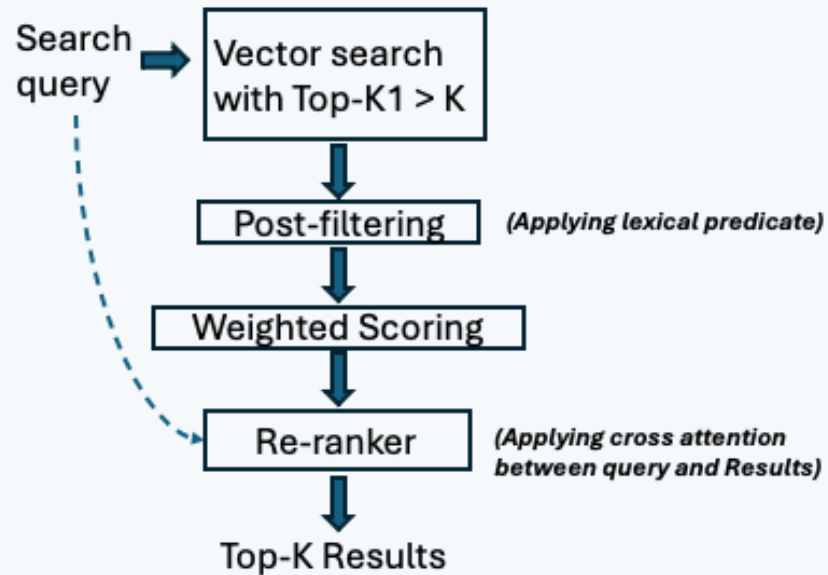 Search
query
Vector search
with Top-K1 > K
Post-filtering
(Applying lexical predicate)
Weighted Scoring
Re-ranker
(Applying cross attention
between query and Results)
Top-K Results